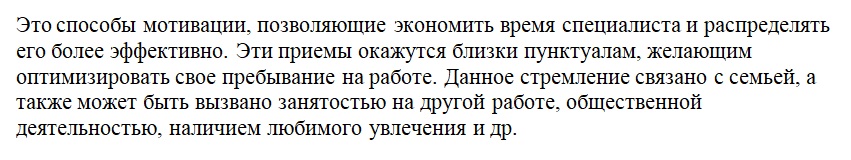 Это способы мотивации, позволяющие экономить время специалиста и распределять
его более эффективно. Эти приемы окажутся близки пунктуалам, желающим
оптимизировать свое пребывание на работе. Данное стремление связано с семьей, а
также может быть вызвано занятостью на другой работе, общественной
деятельностью, наличием любимого увлечения и др.